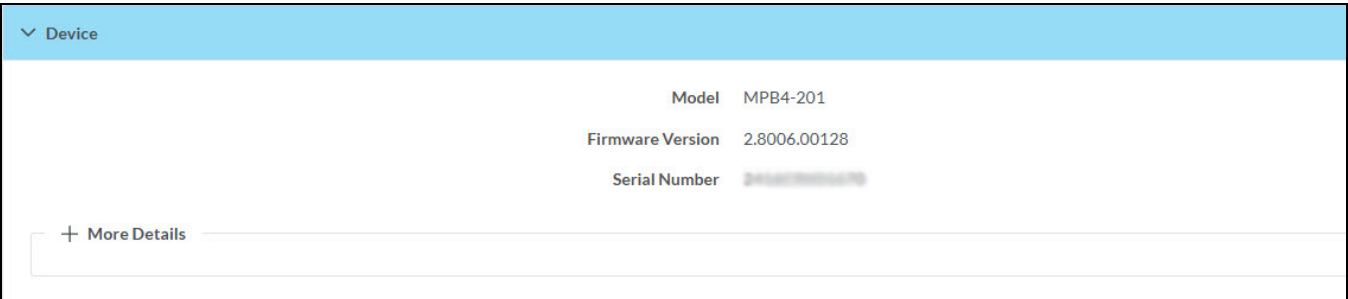 Device
Model MPB4-201
Firmware Version 2.8006.00128
Serial Number
More Details